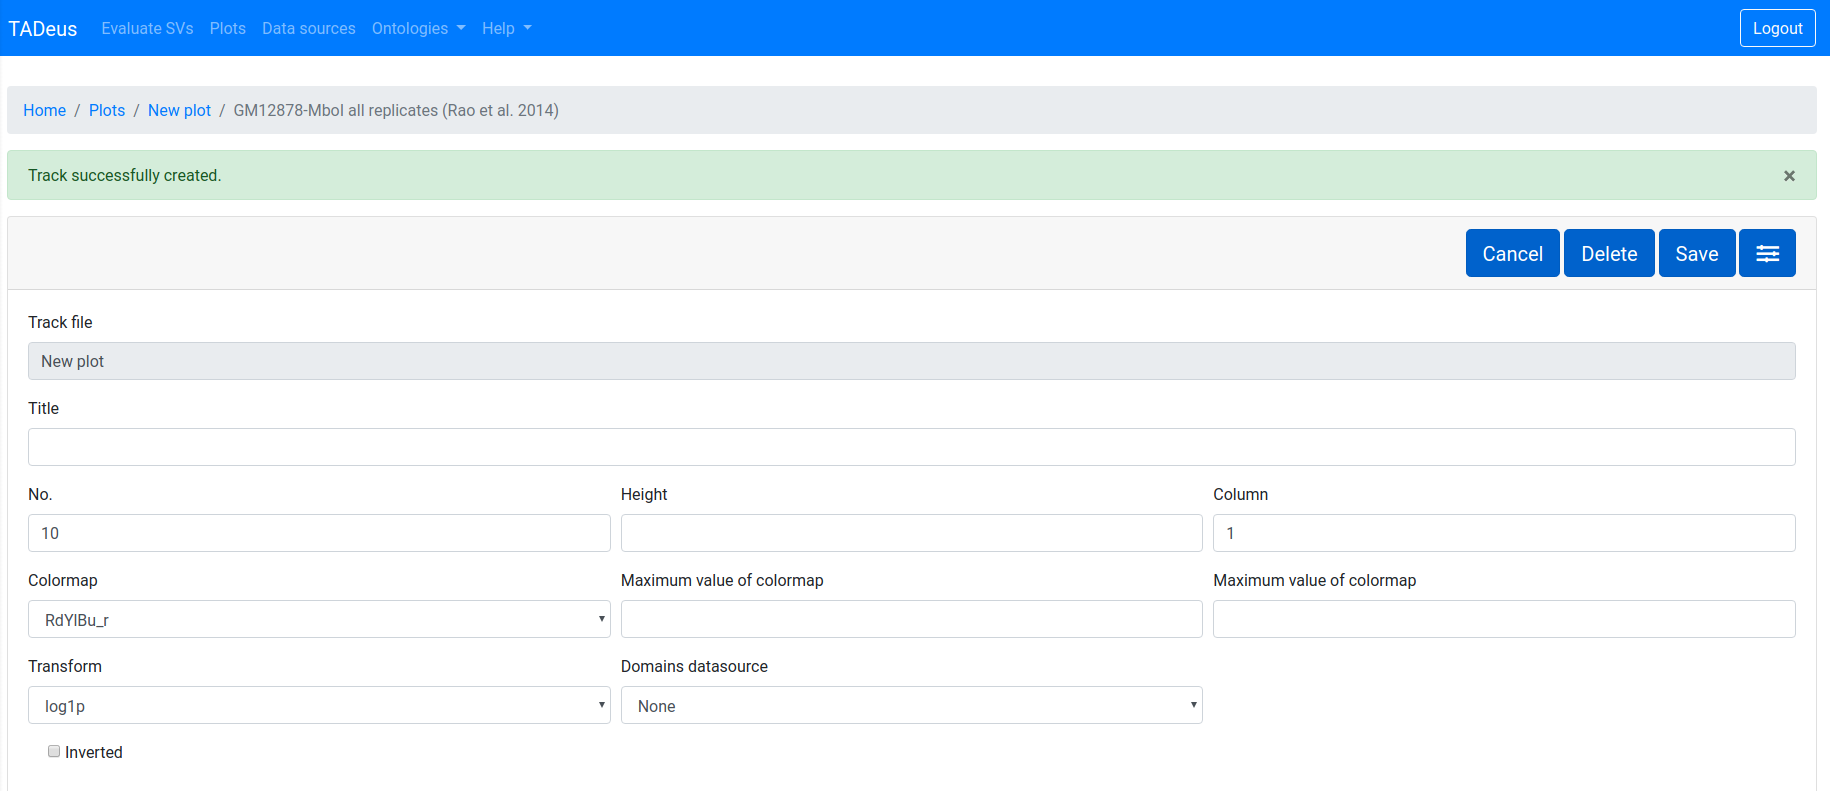 TADeus Evaluate SVs Plots Data sources Ontologies Help Logout
Home / Plots / New plot / GM12878-MboI all replicates (Rao et al. 2014)
Track successfully created. ×
Cancel Delete Save
Track file
New plot
Title
No. Height Column
10 1
Colormap Maximum value of colormap Maximum value of colormap
RdYlBu_r
Transform Domains datasource
log1p None
Inverted